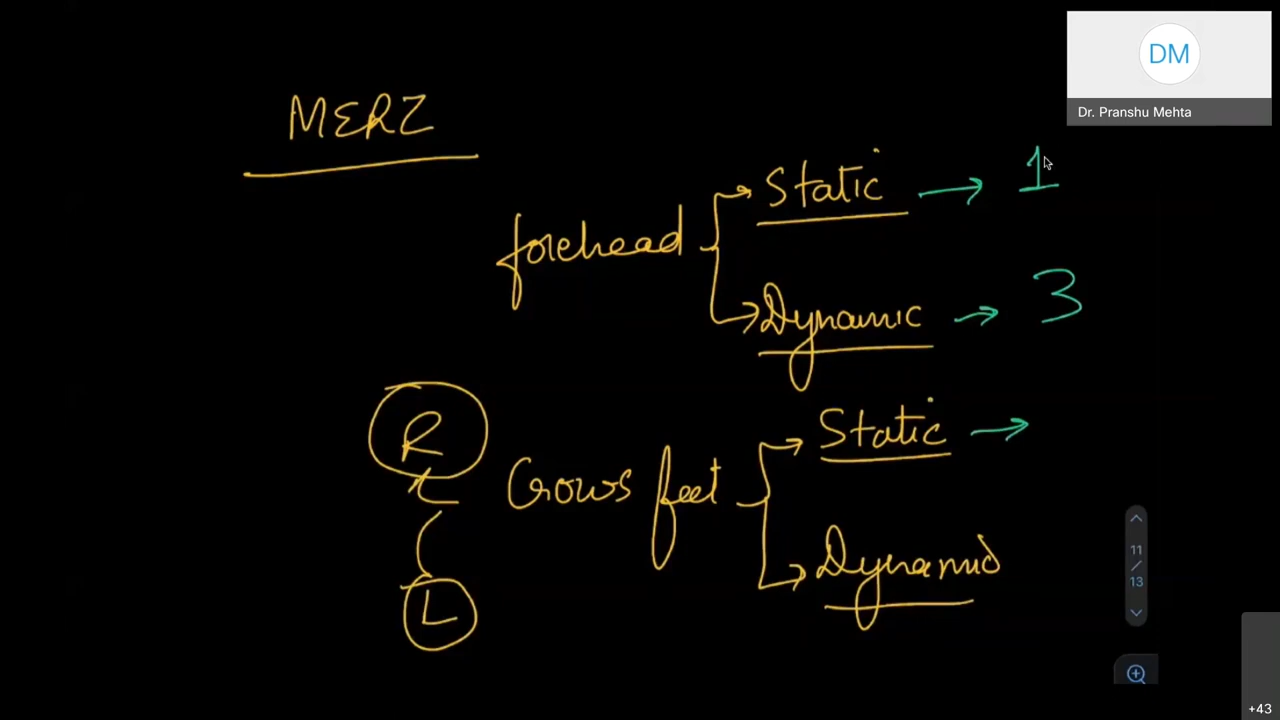 DM
Dr. Pranshu Mehta
MERZ
Static → 1
forehead
Dynamic → 3
R
Static →
Crows feet
Dynamic
L
11
/
13
+43